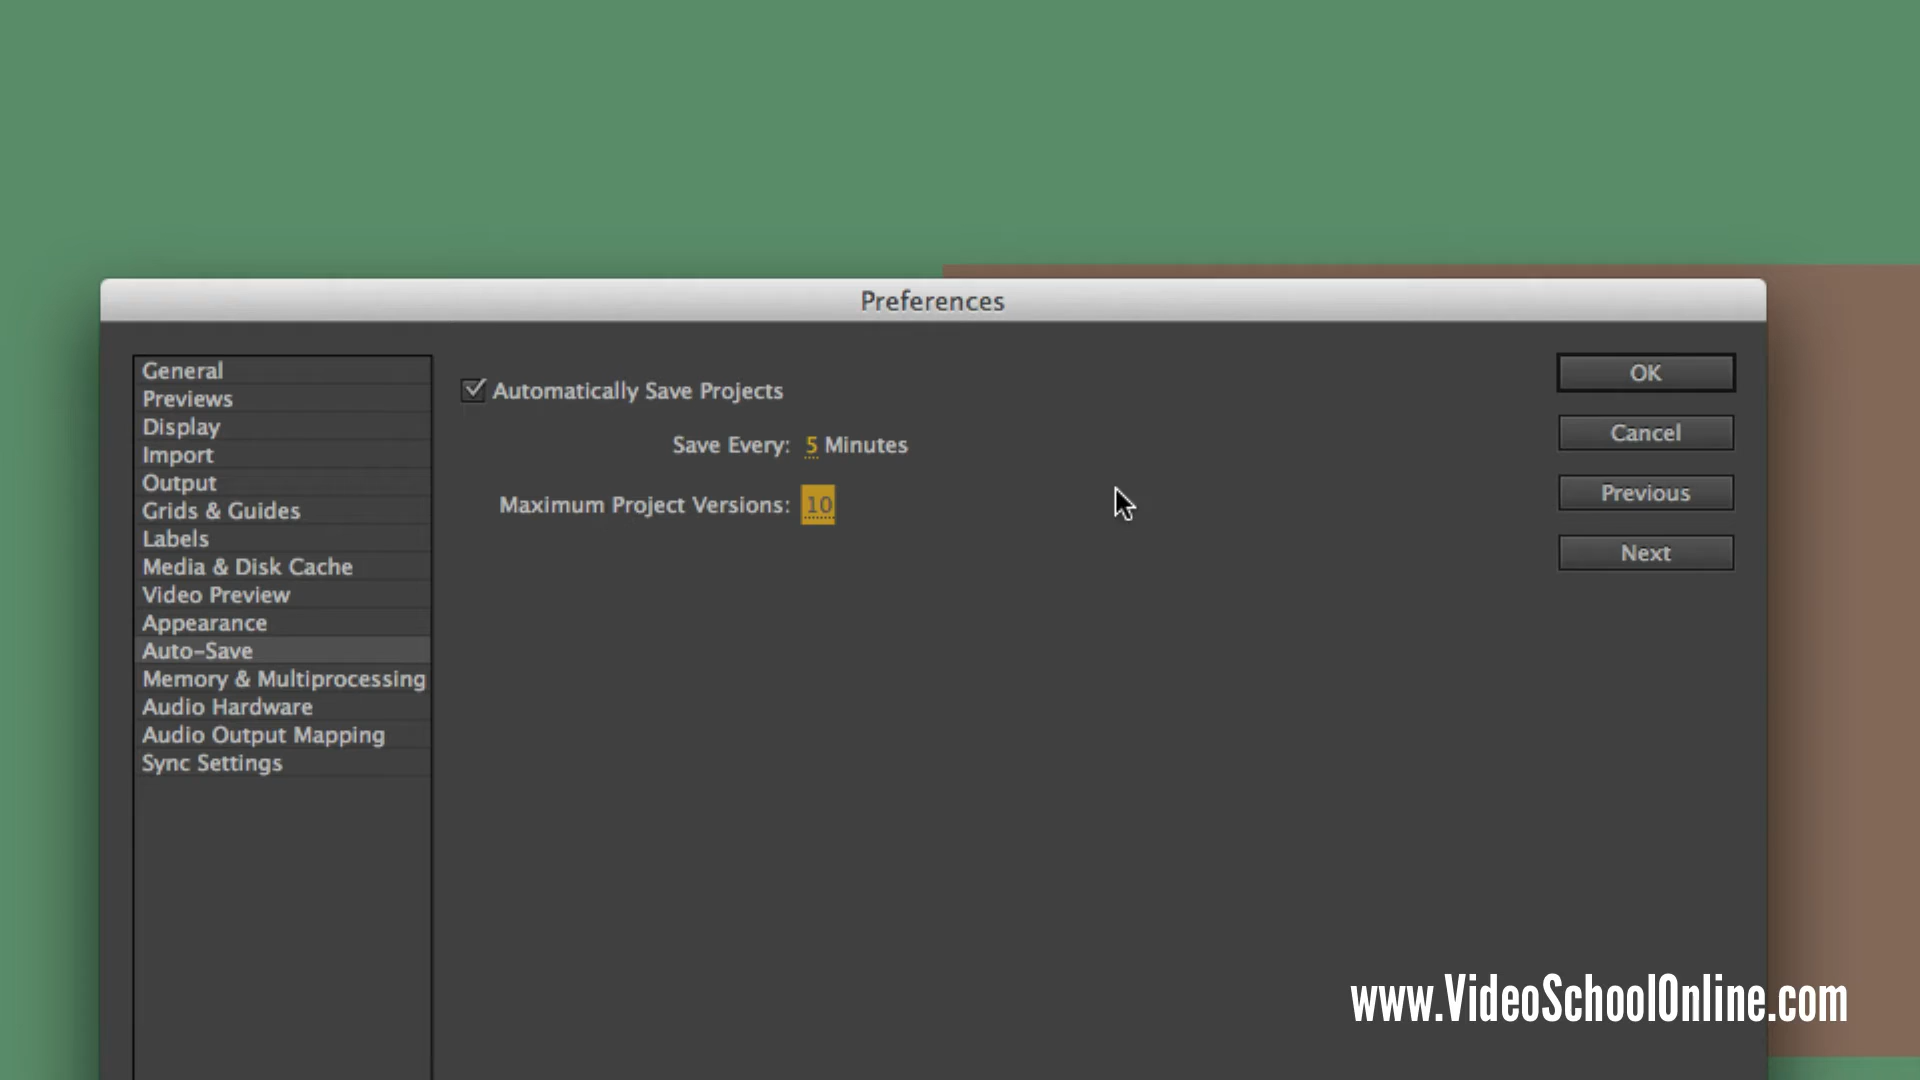 Preferences
General
Previews
Display
Import
Output
Grids & Guides
Labels
Media & Disk Cache
Video Preview
Appearance
Auto-Save
Memory & Multiprocessing
Audio Hardware
Audio Output Mapping
Sync Settings
Automatically Save Projects
Save Every: 5 Minutes
Maximum Project Versions: 10
OK
Cancel
Previous
Next
www.VideoSchoolOnline.com